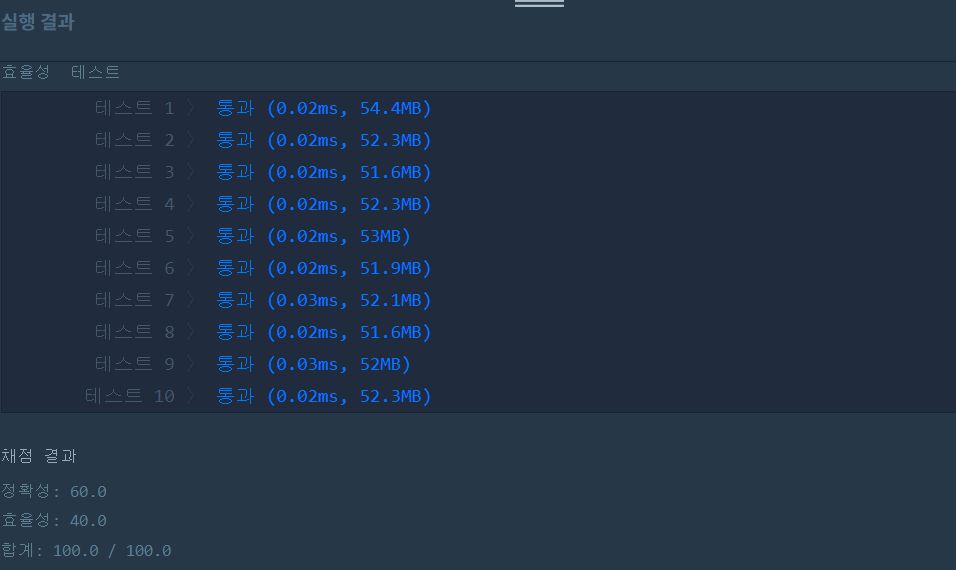 실행 결과
효율성 테스트
테스트 1 〉 통과 (0.02ms, 54.4MB)
테스트 2 〉 통과 (0.02ms, 52.3MB)
테스트 3 〉 통과 (0.02ms, 51.6MB)
테스트 4 〉 통과 (0.02ms, 52.3MB)
테스트 5 〉 통과 (0.02ms, 53MB)
테스트 6 〉 통과 (0.02ms, 51.9MB)
테스트 7 〉 통과 (0.03ms, 52.1MB)
테스트 8 〉 통과 (0.02ms, 51.6MB)
테스트 9 〉 통과 (0.03ms, 52MB)
테스트 10 〉 통과 (0.02ms, 52.3MB)
채점 결과
정확성: 60.0
효율성: 40.0
합계: 100.0 / 100.0